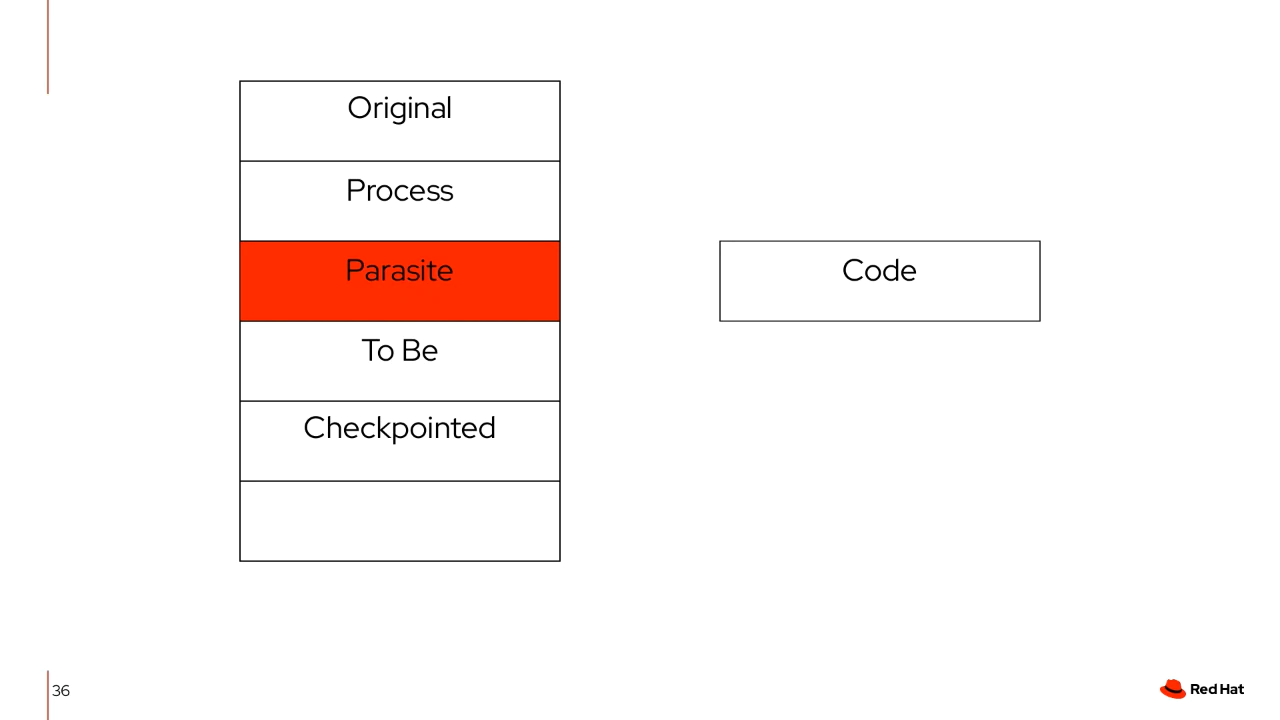 Original
Process
Parasite
Code
To Be
Checkpointed
36
Red Hat